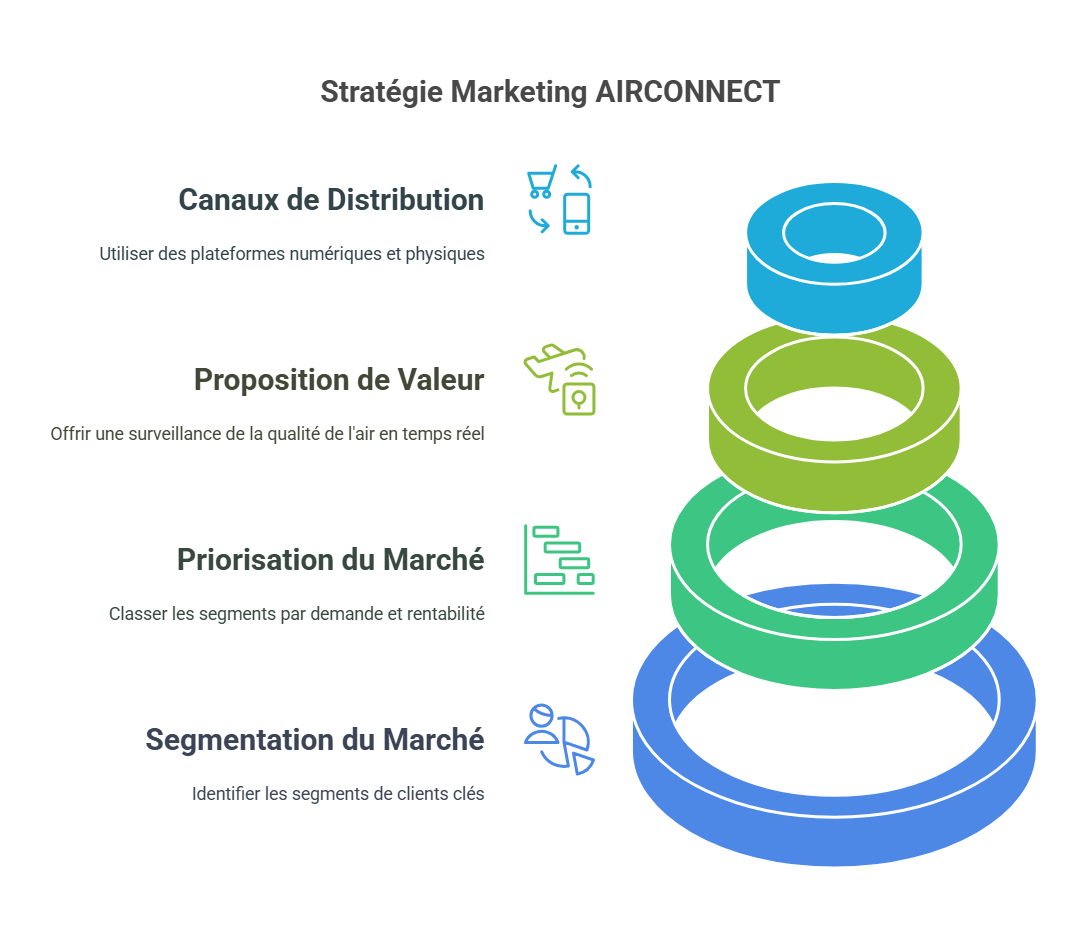 Stratégie Marketing AIRCONNECT
Canaux de Distribution
Utiliser des plateformes numériques et physiques
Proposition de Valeur
Offrir une surveillance de la qualité de l'air en temps réel
Priorisation du Marché
Classer les segments par demande et rentabilité
Segmentation du Marché
Identifier les segments de clients clés